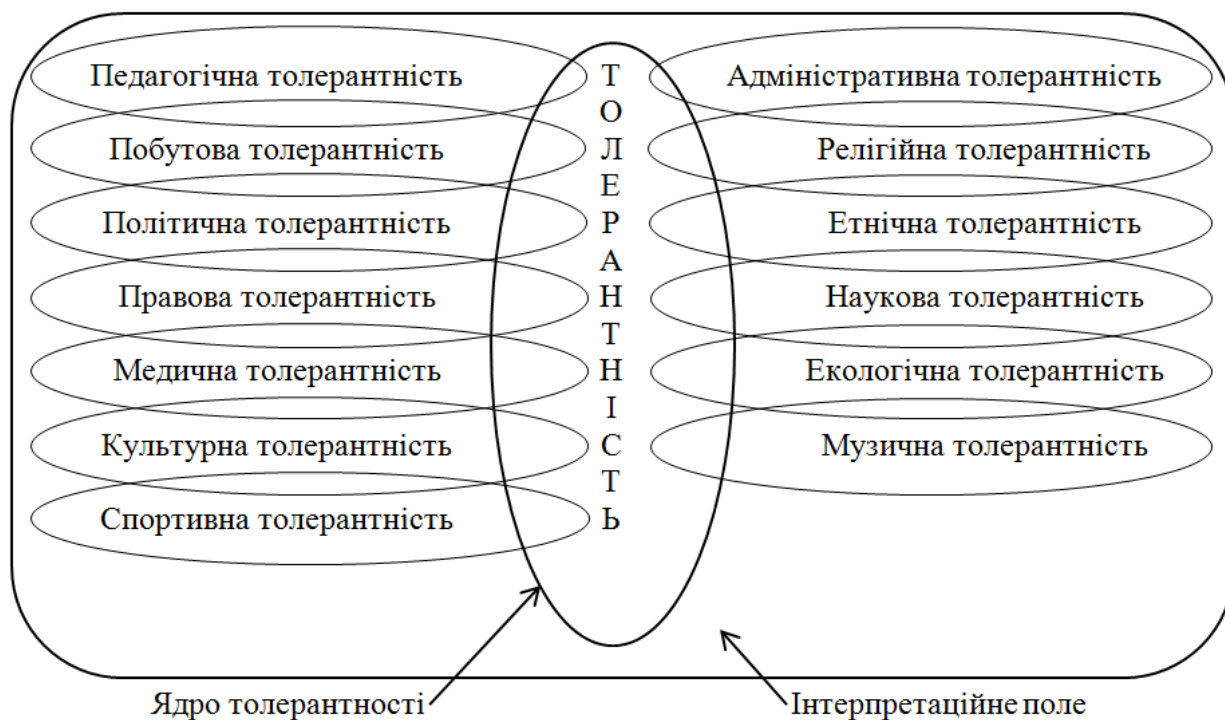 Педагогічна толерантність
Побутова толерантність
Політична толерантність
Правова толерантність
Медична толерантність
Культурна толерантність
Спортивна толерантність
ТОЛЕРАНТНІСТЬ
Адміністративна толерантність
Релігійна толерантність
Етнічна толерантність
Наукова толерантність
Екологічна толерантність
Музична толерантність
Ядро толерантності
Інтерпретаційне поле